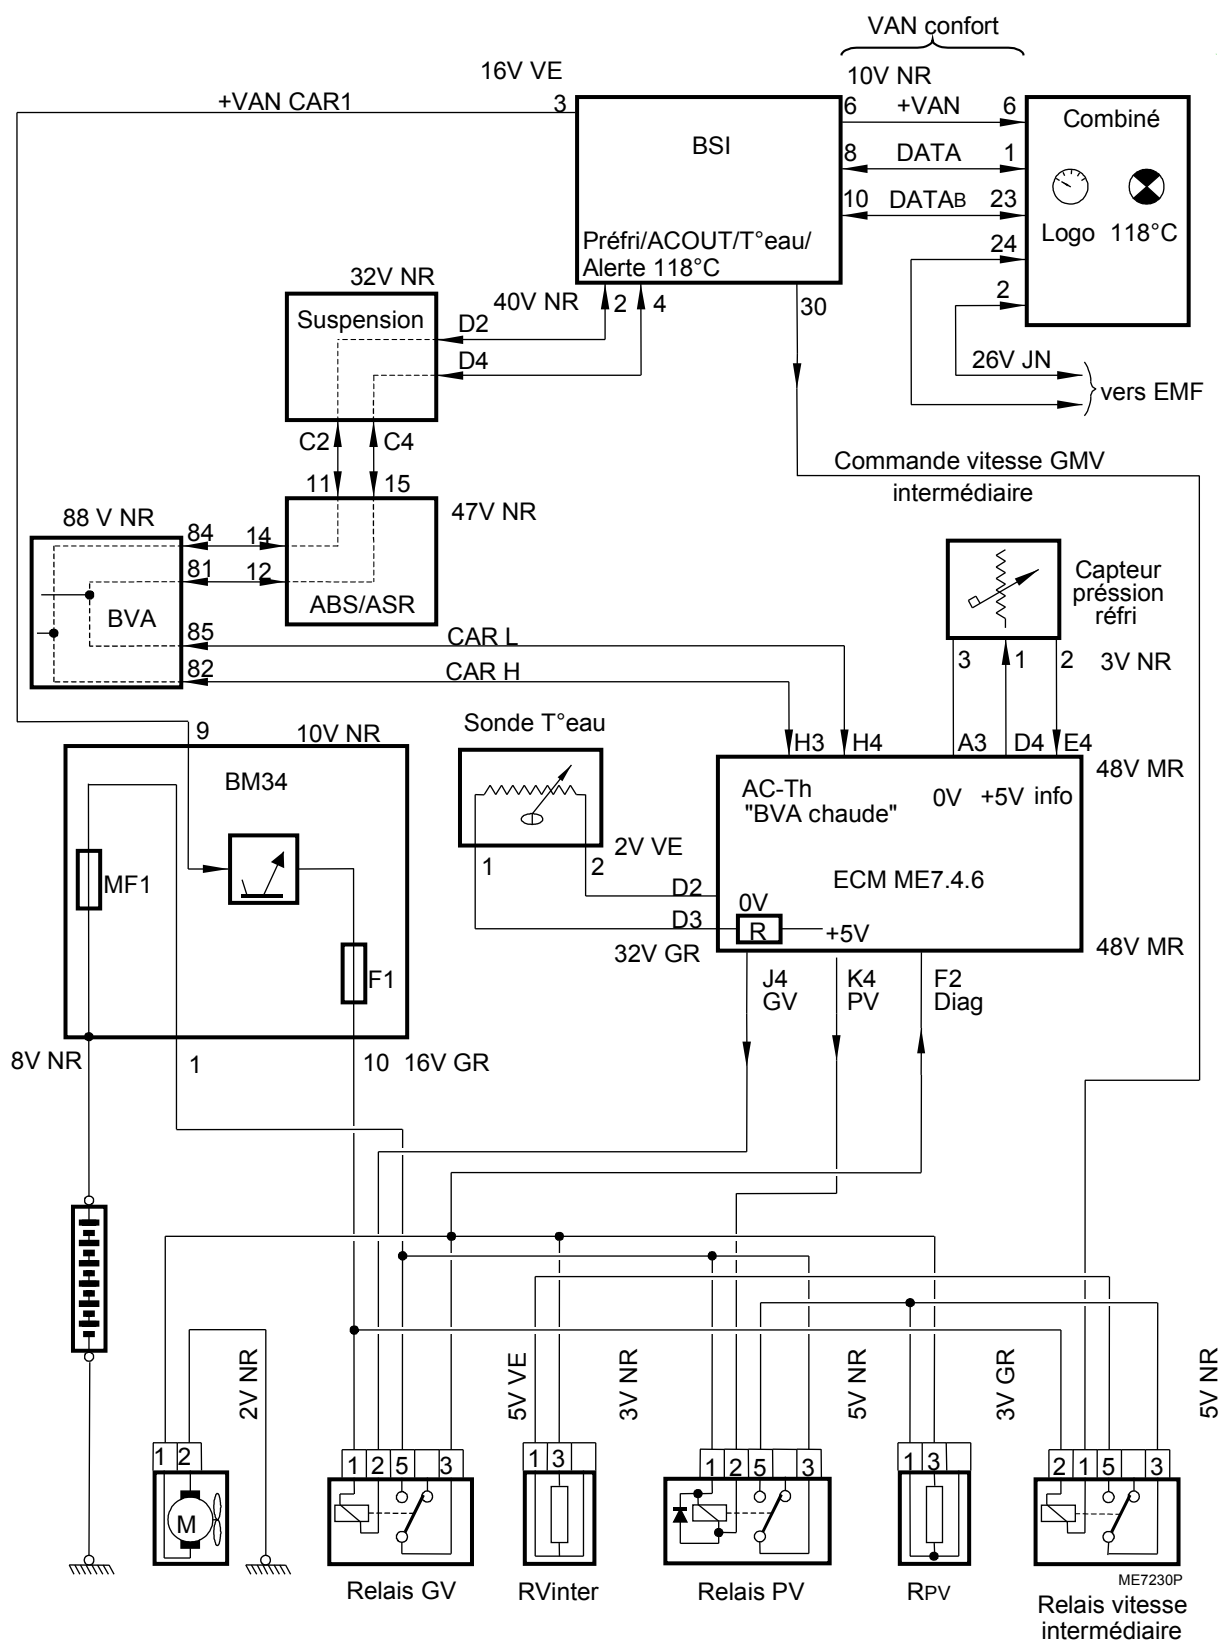 VAN confort
16V VE
10V NR
+VAN CAR1
3
6
+VAN
6
BSI
Combiné
8
DATA
1
10
DATAB
23
Logo
118°C
Préfri/ACOUT/T°eau/
Alerte 118°C
24
32V NR
40V NR
2
4
30
2
Suspension
D2
D4
26V JN
vers EMF
C2
C4
Commande vitesse GMV
intermédiaire
11
15
88 V NR
47V NR
84
14
81
12
BVA
ABS/ASR
Capteur
préssion
réfri
85
CAR L
82
CAR H
3
1
2
3V NR
Sonde T°eau
9
10V NR
H3
H4
A3
D4
E4
48V MR
BM34
AC-Th
"BVA chaude"
0V
+5V
info
MF1
1
2
2V VE
ECM ME7.4.6
D2
0V
D3
R
+5V
32V GR
48V MR
F1
J4
GV
K4
PV
F2
Diag
8V NR
1
10
16V GR
2V NR
5V VE
3V NR
5V NR
3V GR
5V NR
1
2
1
2
5
3
1
3
1
2
5
3
1
3
2
1
5
3
M
ME7230P
Relais GV
RVinter
Relais PV
RPV
Relais vitesse
intermédiaire